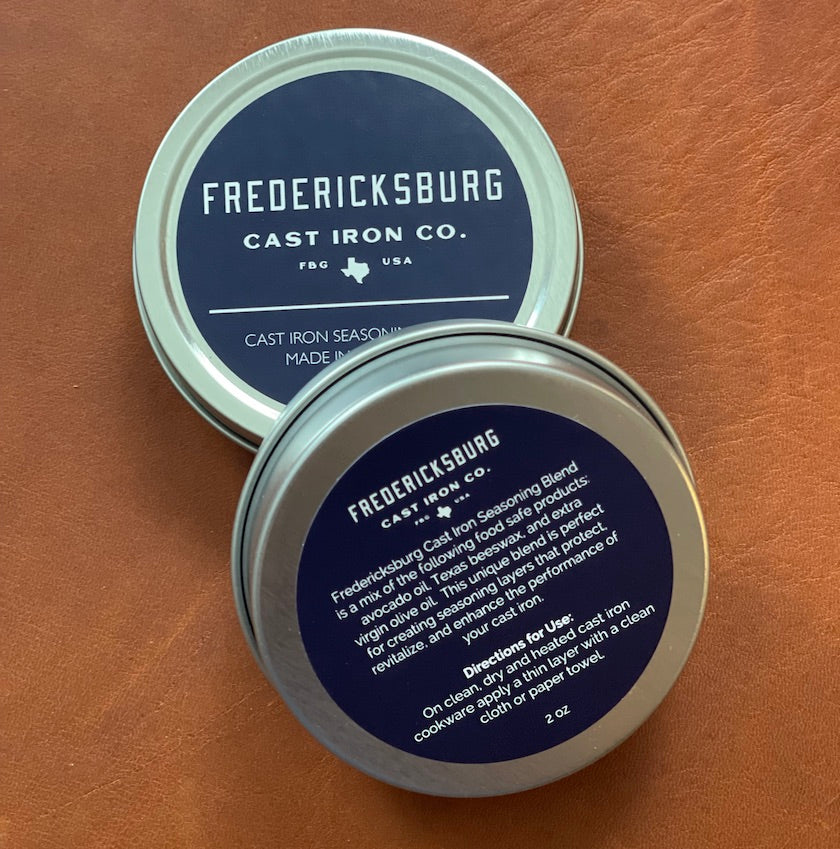 FREDERICKSBURG
CAST IRON CO.
FBG USA
CAST IRON SEASONIN
MADE IN
FREDERICKSBURG
CAST IRON CO.
FBG USA
Fredericksburg Cast Iron Seasoning Blend
is a mix of the following food safe products:
avocado oil, Texas beeswax, and extra
virgin olive oil. This unique blend is perfect
for creating seasoning layers that protect,
revitalize, and enhance the performance of
your cast iron.
Directions for Use:
On clean, dry and heated cast iron
cookware apply a thin layer with a clean
cloth or paper towel.
2 oz